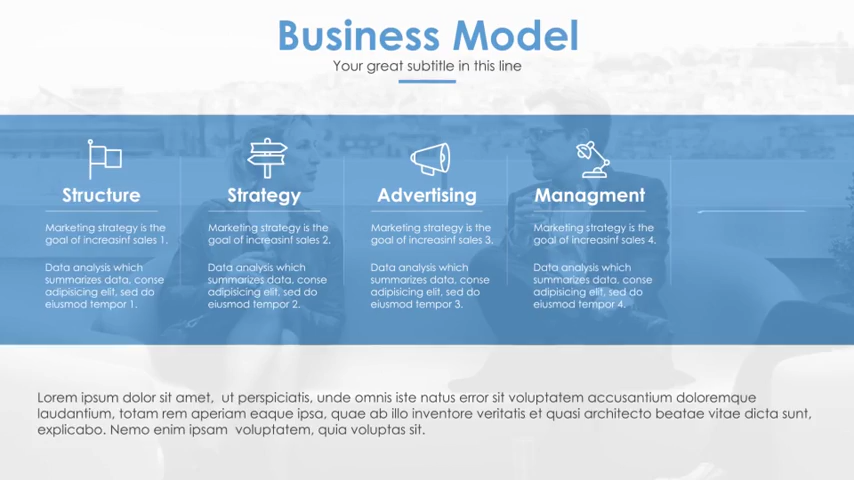 Business Model
Your great subtitle in this line
Structure
Marketing strategy is the
goal of increasinf sales 1.
Data analysis which
summarizes data, conse
adipisicing elit, sed do
eiusmod tempor 1.
Strategy
Marketing strategy is the
goal of increasinf sales 2.
Data analysis which
summarizes data, conse
adipisicing elit, sed do
eiusmod tempor 2.
Advertising
Marketing strategy is the
goal of increasinf sales 3.
Data analysis which
summarizes data, conse
adipisicing elit, sed do
eiusmod tempor 3.
Managment
Marketing strategy is the
goal of increasinf sales 4.
Data analysis which
summarizes data, conse
adipisicing elit, sed do
eiusmod tempor 4.
Lorem ipsum dolor sit amet,  ut perspiciatis, unde omnis iste natus error sit voluptatem accusantium doloremque
laudantium, totam rem aperiam eaque ipsa, quae ab illo inventore veritatis et quasi architecto beatae vitae dicta sunt,
explicabo. Nemo enim ipsam  voluptatem, quia voluptas sit.